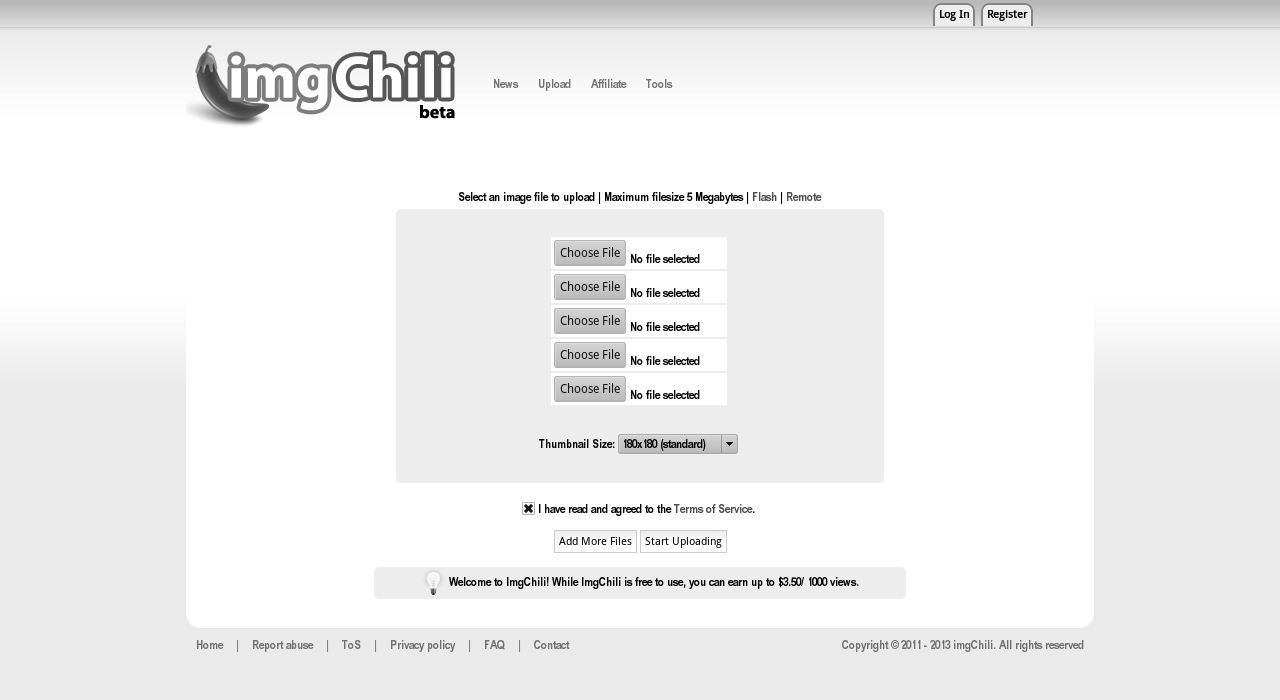 Log In Register
imgChili
beta
News Upload Affiliate Tools
Select an image file to upload | Maximum filesize 5 Megabytes | Flash | Remote
Choose File No file selected
Choose File No file selected
Choose File No file selected
Choose File No file selected
Choose File No file selected
Thumbnail Size: 180x180 (standard)
I have read and agreed to the Terms of Service.
Add More Files Start Uploading
Welcome to ImgChili! While ImgChili is free to use, you can earn up to $3.50/ 1000 views.
Home | Report abuse | ToS | Privacy policy | FAQ | Contact Copyright © 2011 - 2013 imgChili. All rights reserved